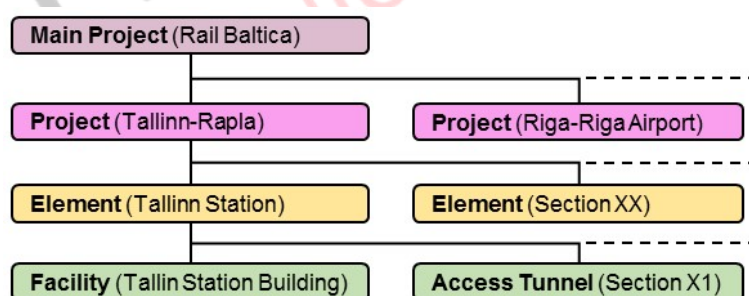 Main Project (Rail Baltica)
Project (Tallinn-Rapla)
Project (Riga-Riga Airport)
Element (Tallinn Station)
Element (Section XX)
Facility (Tallin Station Building)
Access Tunnel (Section X1)